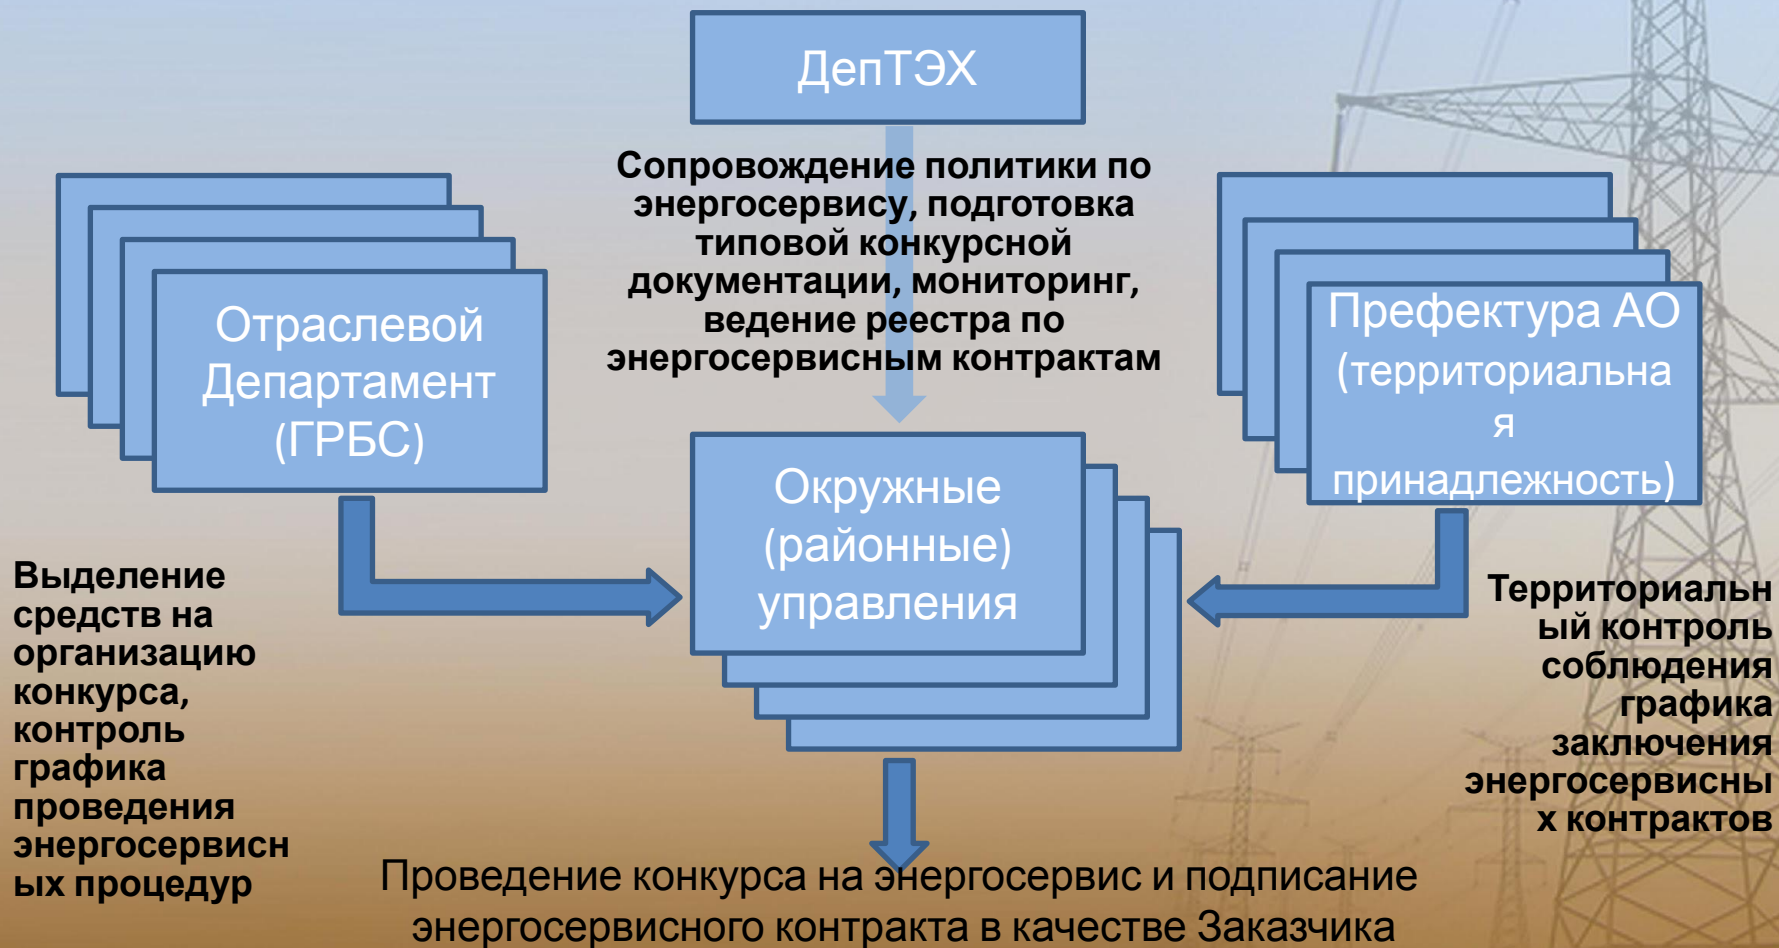 ДепТЭХ
Сопровождение политики по
энергосервису, подготовка
типовой конкурсной
документации, мониторинг,
ведение реестра по
энергосервисным контрактам
Отраслевой
Департамент
(ГРБС)
Префектура АО
(территориальна
я
принадлежность)
Окружные
(районные)
управления
Выделение
средств на
организацию
конкурса,
контроль
графика
проведения
энергосервисн
ых процедур
Территориальн
ый контроль
соблюдения
графика
заключения
энергосервисны
х контрактов
Проведение конкурса на энергосервис и подписание
энергосервисного контракта в качестве Заказчика